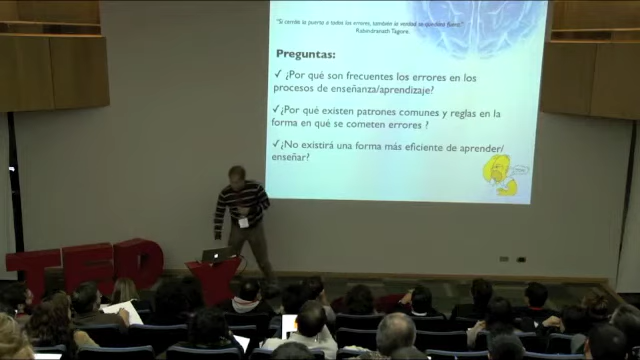 "Si cerráis la puerta a todos los errores, también la verdad se quedará fuera".
Rabindranath Tagore.
Preguntas:
✓ ¿Por qué son frecuentes los errores en los
procesos de enseñanza/aprendizaje?
✓¿Por qué existen patrones comunes y reglas en la
forma en qué se cometen errores ?
✓¿No existirá una forma más eficiente de aprender/
enseñar?
TEDx